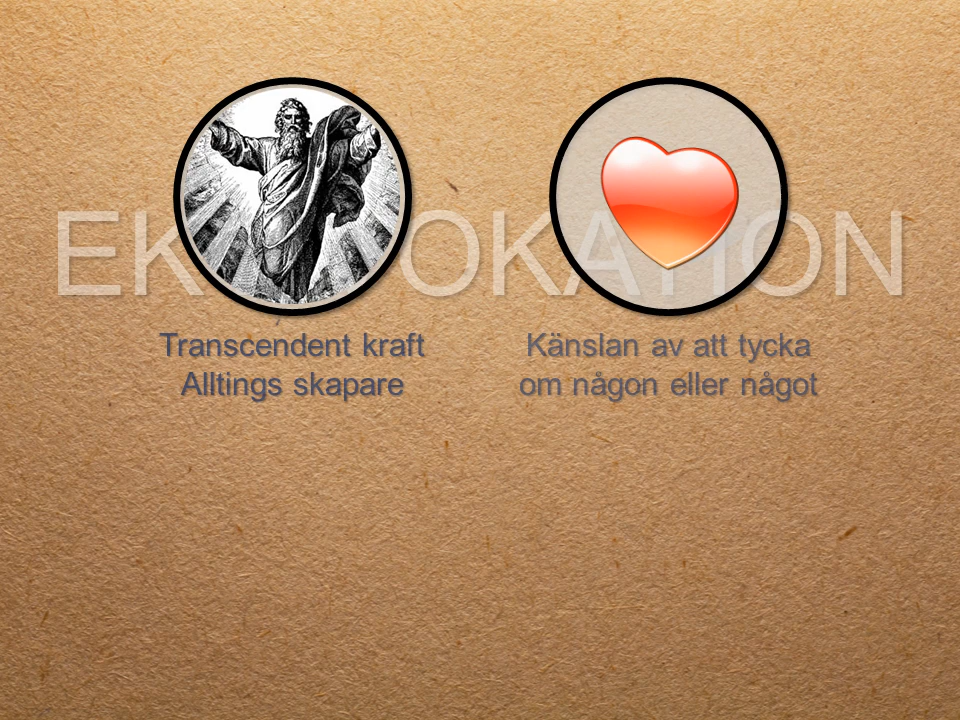 Transcendent kraft
Alltings skapare
Känslan av att tycka
om någon eller något